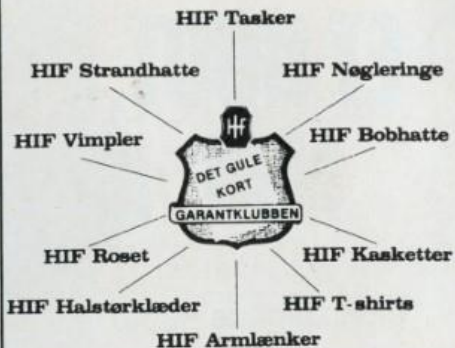 HIF Tasker
HIF Strandhatte
HIF Nøgleringe
HIF Vimpler
HIF Bobhatte
Hif
DET GULE
KORT
GARANTKLUBBEN
HIF Roset
HIF Kasketter
HIF Halstørklæder
HIF T-shirts
HIF Armlænker